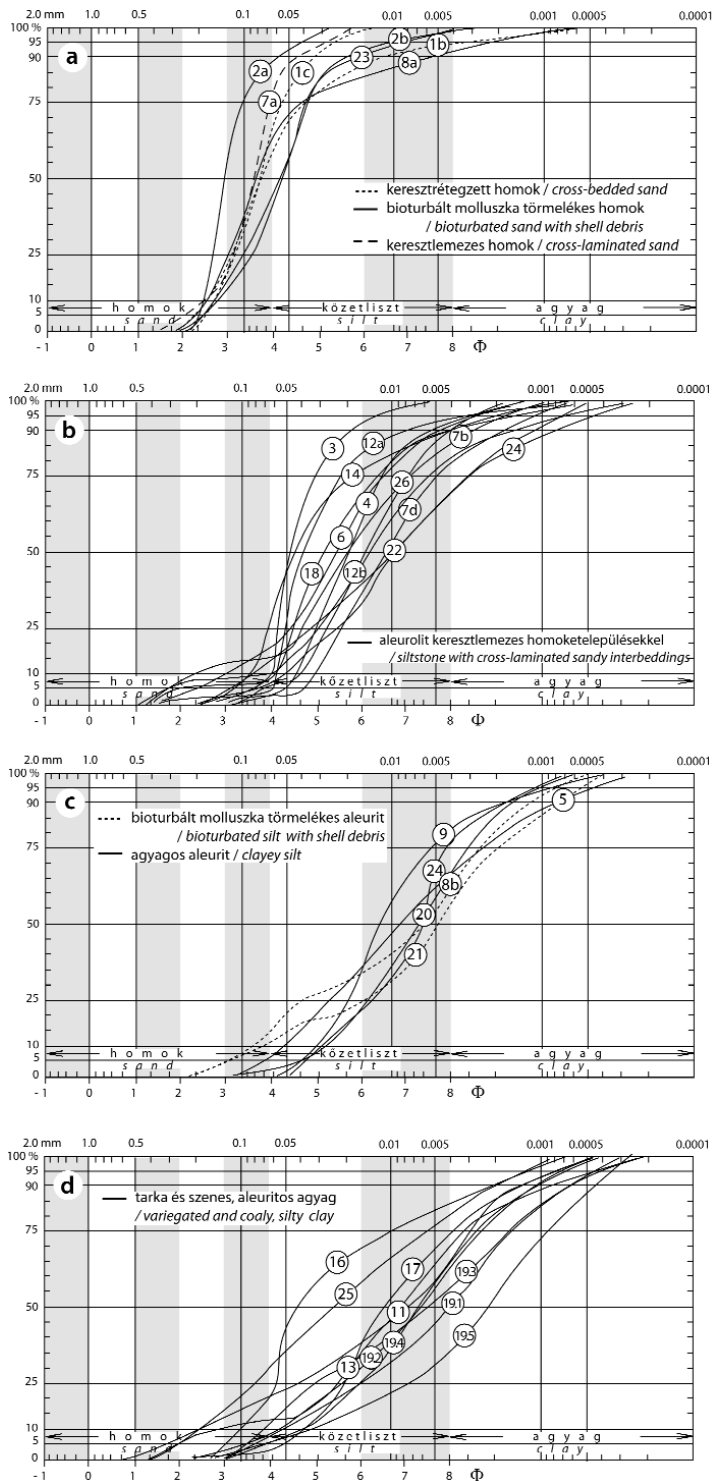 2.0 mm 1.0 0.5 0.1 0.05 0.01 0.005 0.001 0.0005 0.0001
100 %
95
90
75
50
25
10
5
0
a
2a 1c 7a 23 2b 1b 8a
keresztrétegzett homok / cross-bedded sand
bioturbált molluszka törmelékes homok
/ bioturbated sand with shell debris
keresztlemezes homok / cross-laminated sand
homok közetliszt agyag
sand silt clay
-1 0 1 2 3 4 5 6 7 8 Φ
2.0 mm 1.0 0.5 0.1 0.05 0.01 0.005 0.001 0.0005 0.0001
100 %
95
90
75
50
25
10
5
0
b
3 12a 7b 24 14 26 4 7d 6 22 18 12b
aleurolit keresztlemezes homoketelepülésekkel
/ siltstone with cross-laminated sandy interbeddings
homok kőzetliszt agyag
sand silt clay
-1 0 1 2 3 4 5 6 7 8 Φ
2.0 mm 1.0 0.5 0.1 0.05 0.01 0.005 0.001 0.0005 0.0001
100 %
95
90
75
50
25
10
5
0
c
bioturbált molluszka törmelékes aleurit
/ bioturbated silt with shell debris
agyagos aleurit / clayey silt
5 9 24 8b 20 21
homok kőzetliszt agyag
sand silt clay
-1 0 1 2 3 4 5 6 7 8 Φ
2.0 mm 1.0 0.5 0.1 0.05 0.01 0.005 0.001 0.0005 0.0001
100 %
95
90
75
50
25
10
5
0
d
tarka és szenes, aleuritos agyag
/ variegated and coaly, silty clay
16 17 19.3 25 11 19.1 19.4 19.5 13 19.2
homok kőzetliszt agyag
sand silt clay
-1 0 1 2 3 4 5 6 7 8 Φ